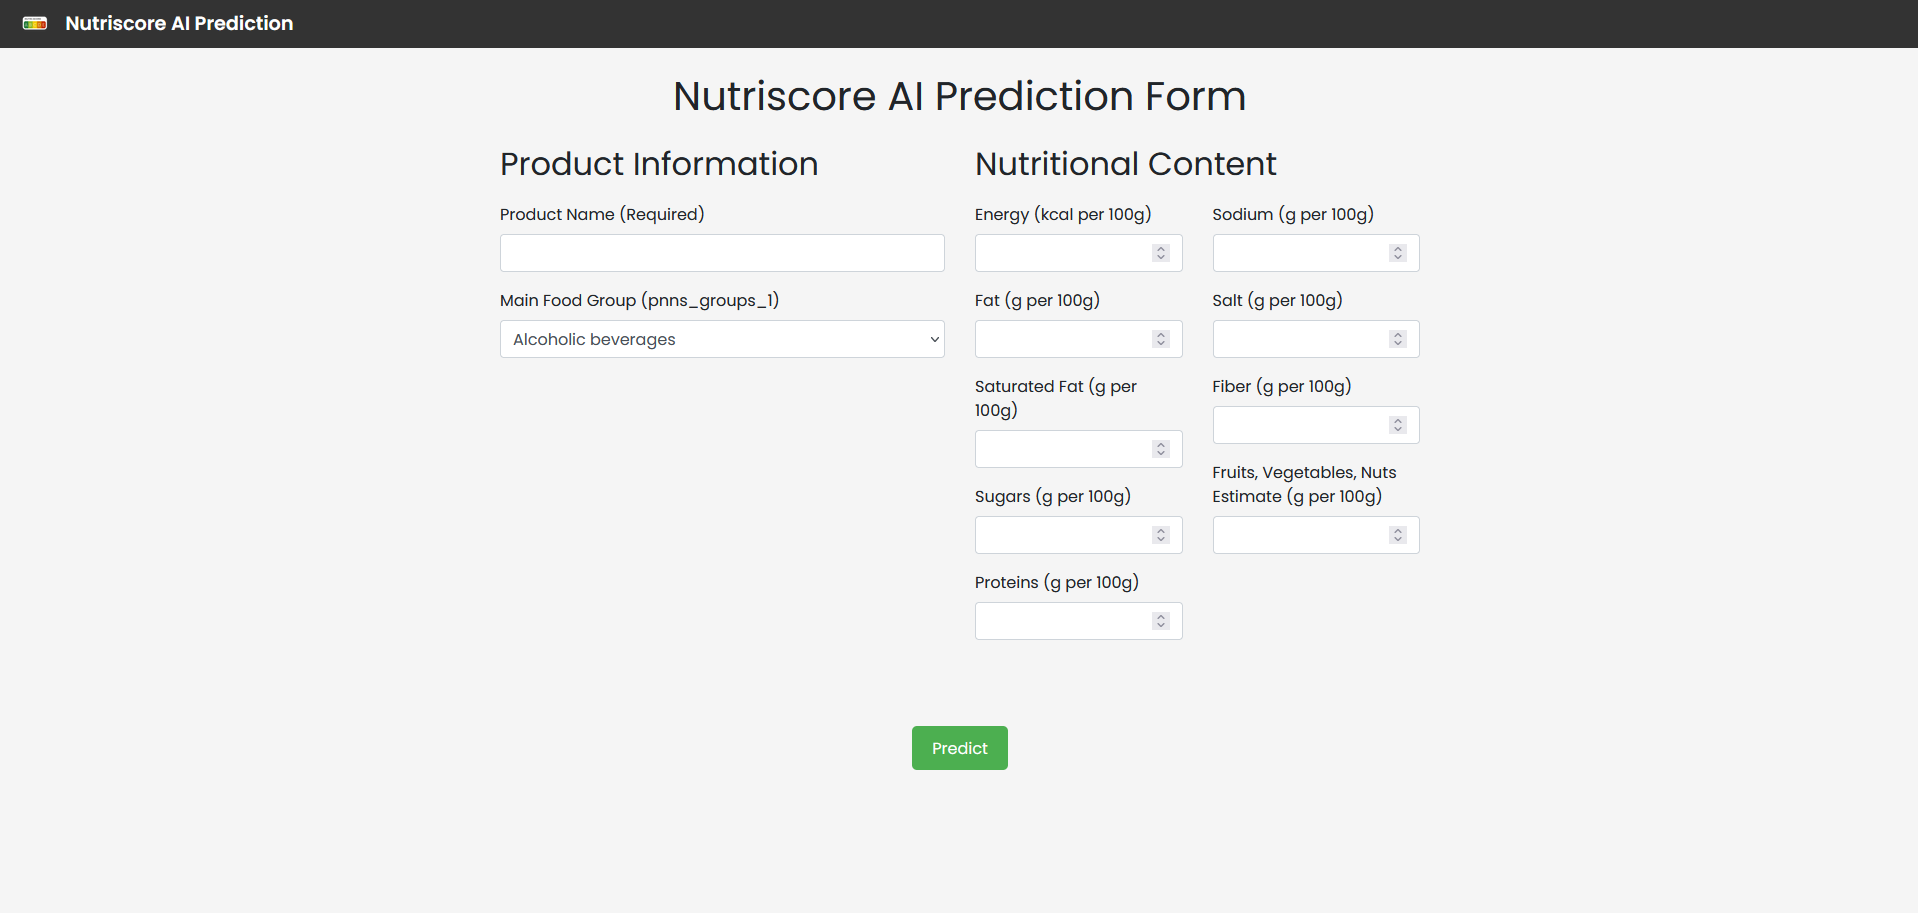 Nutriscore AI Prediction
Nutriscore AI Prediction Form
Product Information
Product Name (Required)
Main Food Group (pnns_groups_1)
Alcoholic beverages
Nutritional Content
Energy (kcal per 100g)
Fat (g per 100g)
Saturated Fat (g per
100g)
Sugars (g per 100g)
Proteins (g per 100g)
Sodium (g per 100g)
Salt (g per 100g)
Fiber (g per 100g)
Fruits, Vegetables, Nuts
Estimate (g per 100g)
Predict